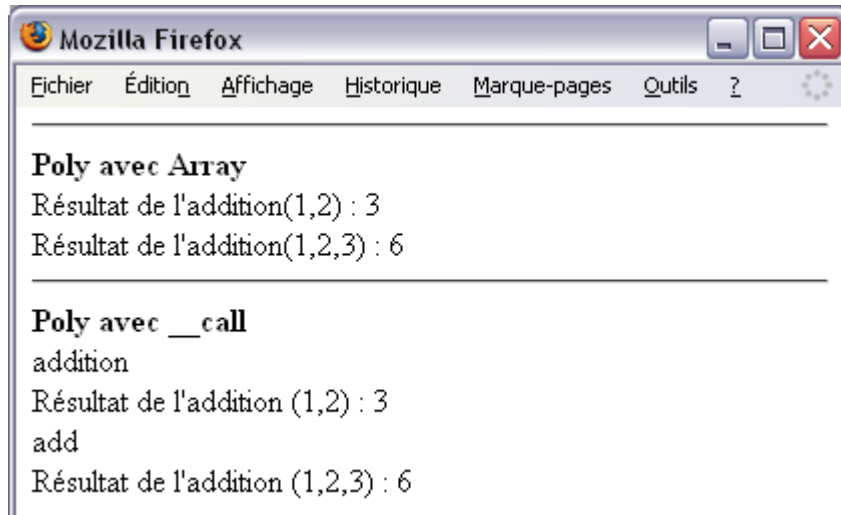 Mozilla Firefox
Fichier Édition Affichage Historique Marque-pages Outils ?
Poly avec Array
Résultat de l'addition(1,2) : 3
Résultat de l'addition(1,2,3) : 6
Poly avec __call
addition
Résultat de l'addition (1,2) : 3
add
Résultat de l'addition (1,2,3) : 6